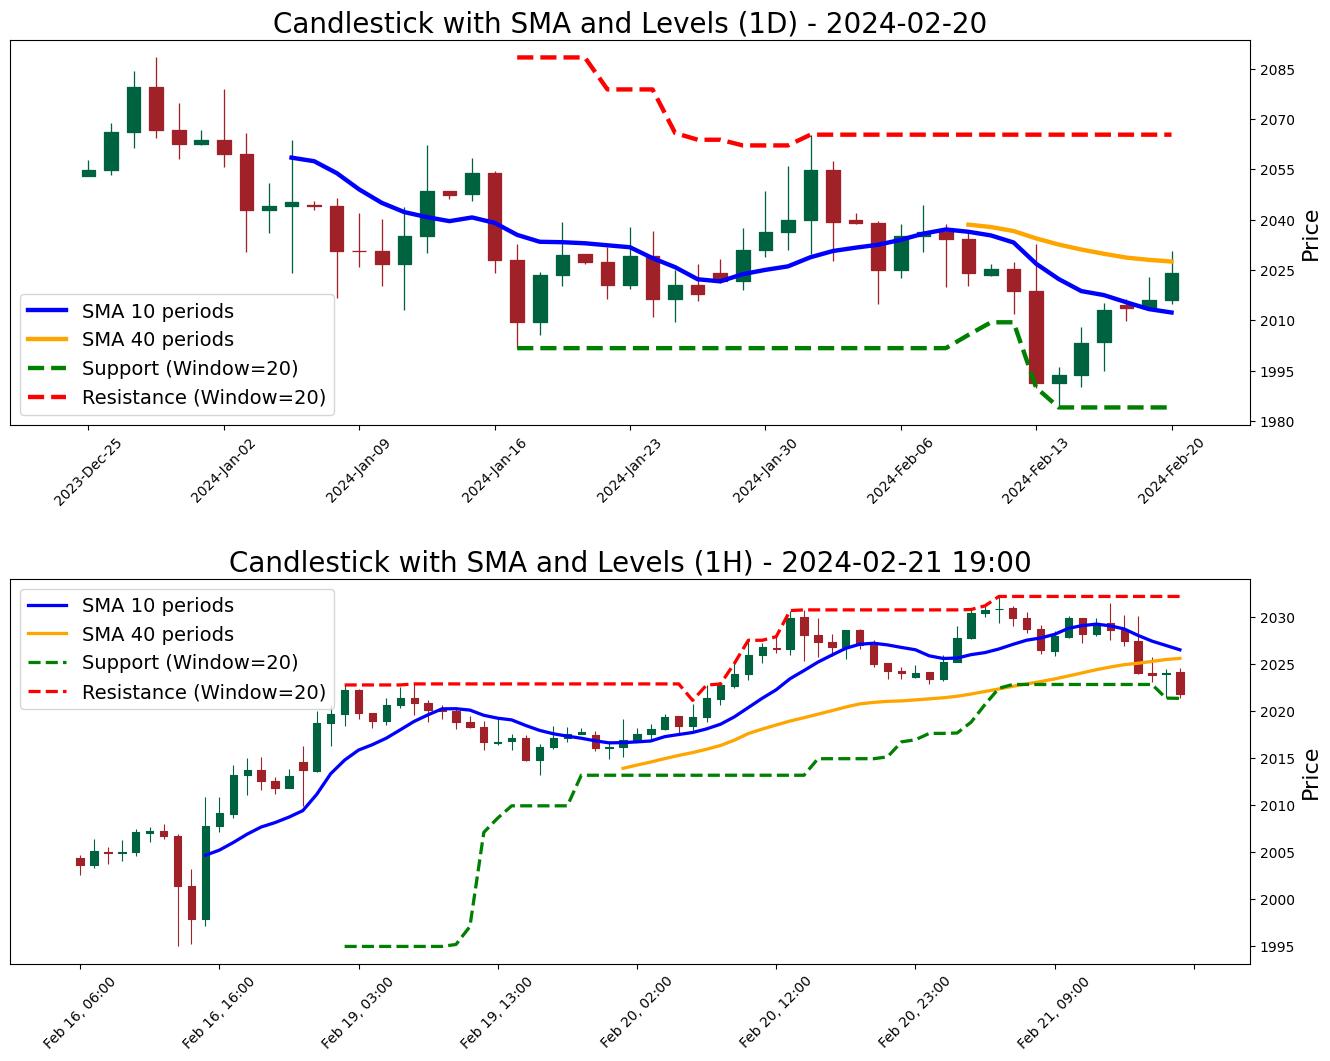 Candlestick with SMA and Levels (1D) - 2024-02-20
2085
2070
2055
2040
2025
2010
1995
1980
Price
SMA 10 periods
SMA 40 periods
Support (Window=20)
Resistance (Window=20)
2023-Dec-25
2024-Jan-02
2024-Jan-09
2024-Jan-16
2024-Jan-23
2024-Jan-30
2024-Feb-06
2024-Feb-13
2024-Feb-20
Candlestick with SMA and Levels (1H) - 2024-02-21 19:00
SMA 10 periods
SMA 40 periods
Support (Window=20)
Resistance (Window=20)
2030
2025
2020
2015
2010
2005
2000
1995
Price
Feb 16, 06:00
Feb 16, 16:00
Feb 19, 03:00
Feb 19, 13:00
Feb 20, 02:00
Feb 20, 12:00
Feb 20, 23:00
Feb 21, 09:00